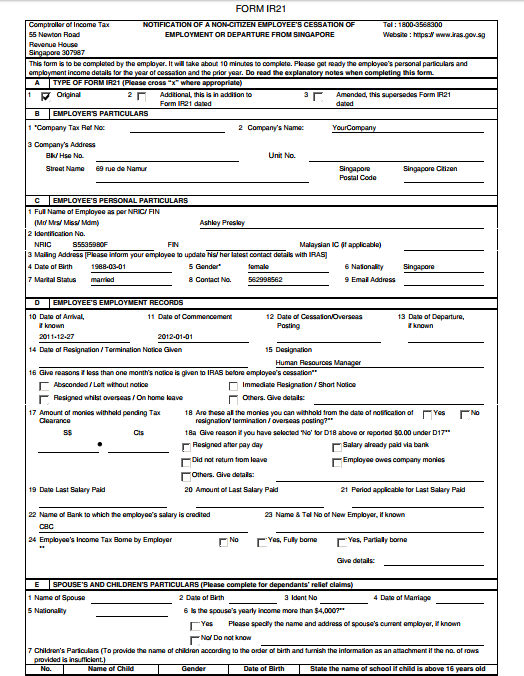 FORM IR21
Comptroller of Income Tax
55 Newton Road
Revenue House
Singapore 307987
NOTIFICATION OF A NON-CITIZEN EMPLOYEE'S CESSATION OF
EMPLOYMENT OR DEPARTURE FROM SINGAPORE
Tel : 1800-3568300
Website : https:// www.iras.gov.sg
This form is to be completed by the employer. It will take about 10 minutes to complete. Please get ready the employee's personal particulars and
employment income details for the year of cessation and the prior year. Do read the explanatory notes when completing this form.
A TYPE OF FORM IR21 (Please cross "x" where appropriate)
1 Original 2 Additional, this is in addition to 3 Amended, this supersedes Form IR21
Form IR21 dated dated
B EMPLOYER'S PARTICULARS
1 *Company Tax Ref No: 2 Company's Name: YourCompany
3 Company's Address
Blk/ Hse No. Unit No.
Street Name 69 rue de Namur Singapore Singapore Citizen
Postal Code
C EMPLOYEE'S PERSONAL PARTICULARS
1 Full Name of Employee as per NRIC/ FIN
(Mr/ Mrs/ Miss/ Mdm) Ashley Presley
2 Identification No.
NRIC S5535980F FIN Malaysian IC (if applicable)
3 Mailing Address [Please inform your employee to update his/ her latest contact details with IRAS]
4 Date of Birth 1988-03-01 5 Gender* female 6 Nationality Singapore
7 Marital Status married 8 Contact No. 562998562 9 Email Address
D EMPLOYEE'S EMPLOYMENT RECORDS
10 Date of Arrival, 11 Date of Commencement 12 Date of Cessation/Overseas 13 Date of Departure,
if known Posting if known
2011-12-27 2012-01-01
14 Date of Resignation / Termination Notice Given 15 Designation
Human Resources Manager
16 Give reasons if less than one month's notice is given to IRAS before employee's cessation**
Absconded / Left without notice Immediate Resignation / Short Notice
Resigned whilst overseas / On home leave Others. Give details:
17 Amount of monies withheld pending Tax 18 Are these all the monies you can withhold from the date of notification of Yes No
Clearance resignation/ termination / overseas posting?**
S$ Cts 18a Give reason if you have selected 'No' for D18 above or reported $0.00 under D17**
Resigned after pay day Salary already paid via bank
Did not return from leave Employee owes company monies
Others. Give details:
19 Date Last Salary Paid 20 Amount of Last Salary Paid 21 Period applicable for Last Salary Paid
22 Name of Bank to which the employee's salary is credited 23 Name & Tel No of New Employer, if known
CBC
24 Employee's Income Tax Borne by Employer No Yes, Fully borne Yes, Partially borne
**
Give details:
E SPOUSE'S AND CHILDREN'S PARTICULARS (Please complete for dependants' relief claims)
1 Name of Spouse 2 Date of Birth 3 Ident No 4 Date of Marriage
5 Nationality 6 Is the spouse's yearly income more than $4,000?**
Yes Please specify the name and address of spouse's current employer, if known
No/ Do not know
7 Children's Particulars (To provide the name of children according to the order of birth and furnish the information as an attachment if the no. of rows
provided is insufficient.)
No. Name of Child Gender Date of Birth State the name of school if child is above 16 years old